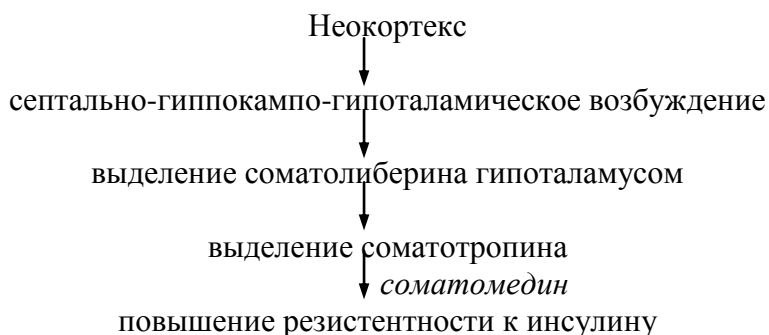 Неокортекс
септально-гиппокампо-гипоталамическое возбуждение
выделение соматолиберина гипоталамусом
выделение соматотропина
соматомедин
повышение резистентности к инсулину